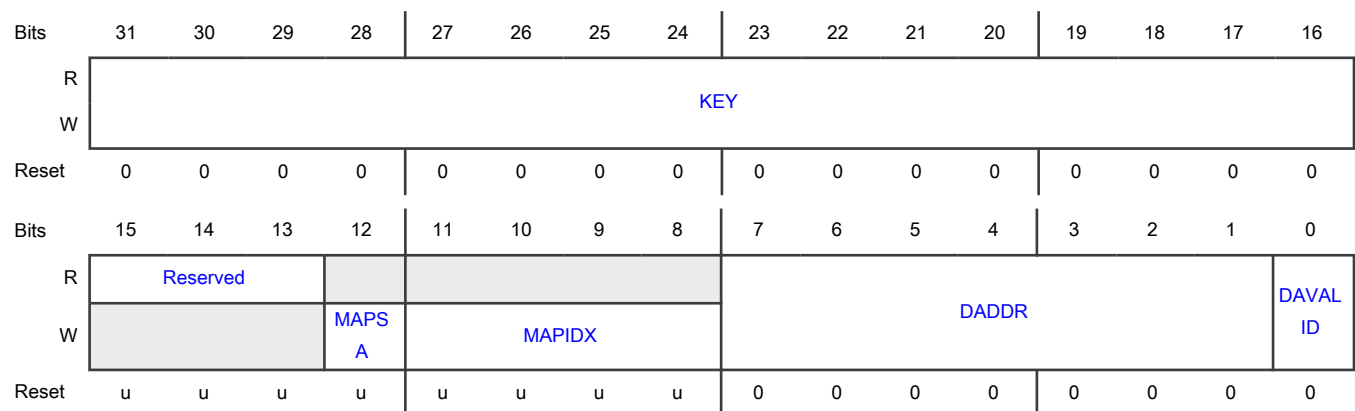 Bits 31 30 29 28 27 26 25 24 23 22 21 20 19 18 17 16
R
KEY
W
Reset 0 0 0 0 0 0 0 0 0 0 0 0 0 0 0 0
Bits 15 14 13 12 11 10 9 8 7 6 5 4 3 2 1 0
R Reserved
DADDR
DAVAL
ID
W
MAPS
A
MAPIDX
Reset u u u u u u u u 0 0 0 0 0 0 0 0